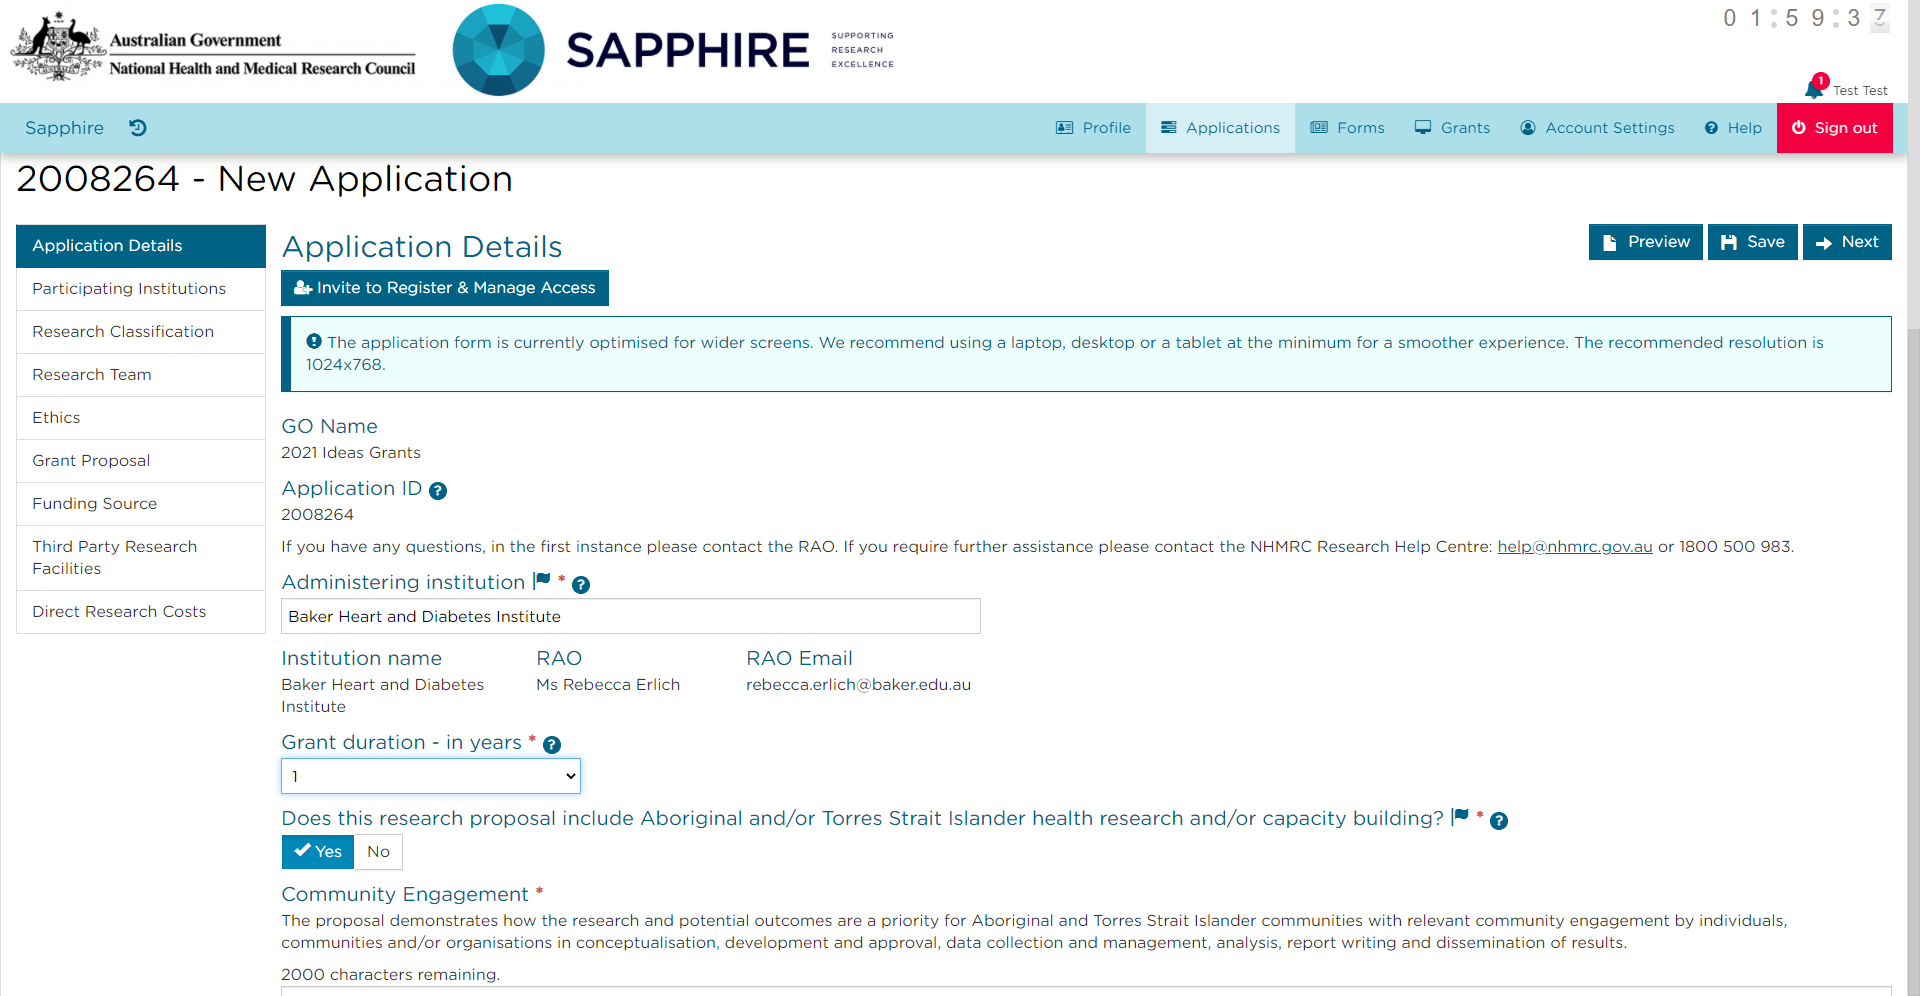 Australian Government
National Health and Medical Research Council
SAPPHIRE
SUPPORTING
RESEARCH
EXCELLENCE
01:59:37
1
Test Test
Sapphire
Profile
Applications
Forms
Grants
Account Settings
Help
Sign out
2008264 - New Application
Application Details
Participating Institutions
Research Classification
Research Team
Ethics
Grant Proposal
Funding Source
Third Party Research
Facilities
Direct Research Costs
Application Details
Preview
Save
Next
Invite to Register & Manage Access
The application form is currently optimised for wider screens. We recommend using a laptop, desktop or a tablet at the minimum for a smoother experience. The recommended resolution is
1024x768.
GO Name
2021 Ideas Grants
Application ID
2008264
If you have any questions, in the first instance please contact the RAO. If you require further assistance please contact the NHMRC Research Help Centre: help@nhmrc.gov.au or 1800 500 983.
Administering institution *
Baker Heart and Diabetes Institute
Institution name RAO RAO Email
Baker Heart and Diabetes Ms Rebecca Erlich rebecca.erlich@baker.edu.au
Institute
Grant duration - in years *
1
Does this research proposal include Aboriginal and/or Torres Strait Islander health research and/or capacity building? *
Yes No
Community Engagement *
The proposal demonstrates how the research and potential outcomes are a priority for Aboriginal and Torres Strait Islander communities with relevant community engagement by individuals,
communities and/or organisations in conceptualisation, development and approval, data collection and management, analysis, report writing and dissemination of results.
2000 characters remaining.